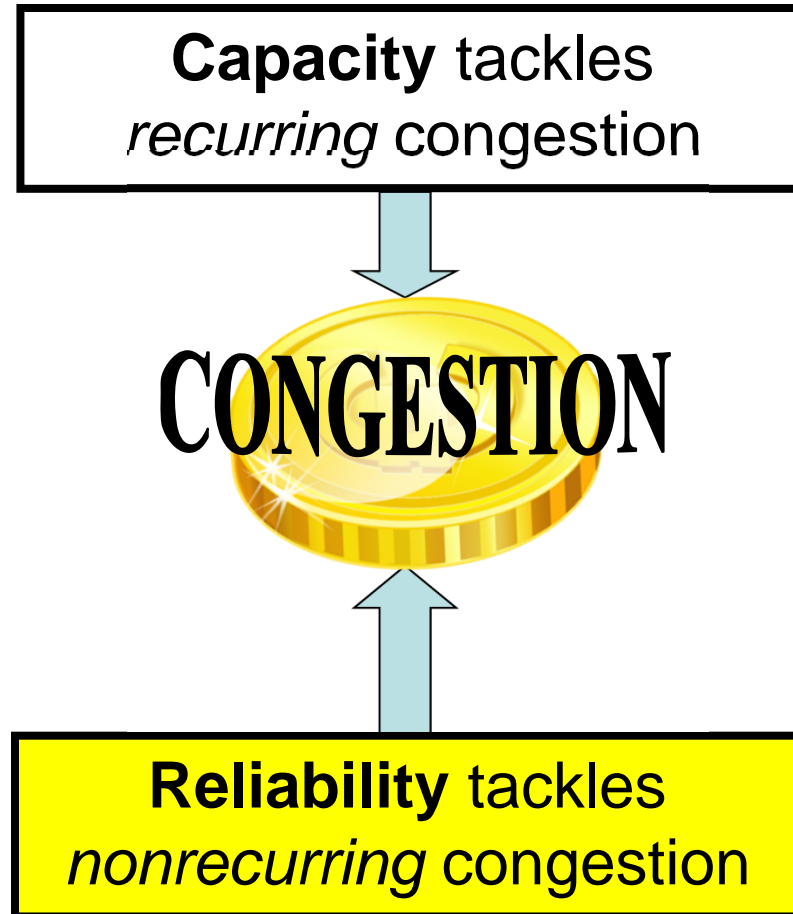 Capacity tackles
recurring congestion
CONGESTION
Reliability tackles
nonrecurring congestion